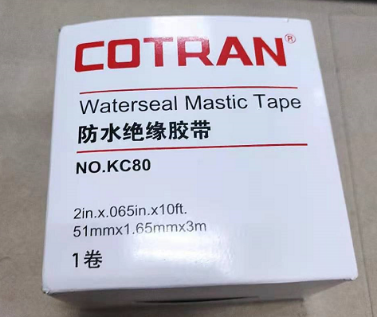 COTRAN®
Waterseal Mastic Tape
防水绝缘胶带
NO.KC80
2in.x.065in.x10ft.
51mmx1.65mmx3m
1卷